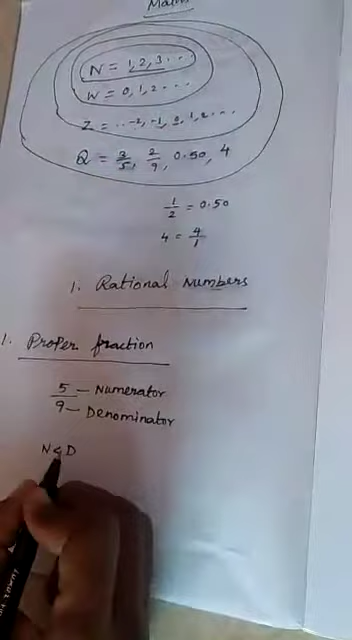 Maths
N = 1, 2, 3 ...
W = 0, 1, 2 ...
Z = ... -2, -1, 0, 1, 2, ...
Q = 3/5, 2/9, 0.50, 4
1/2 = 0.50
4 = 4/1
1. Rational Numbers
1. Proper fraction
5 — Numerator
9 — Denominator
N < D